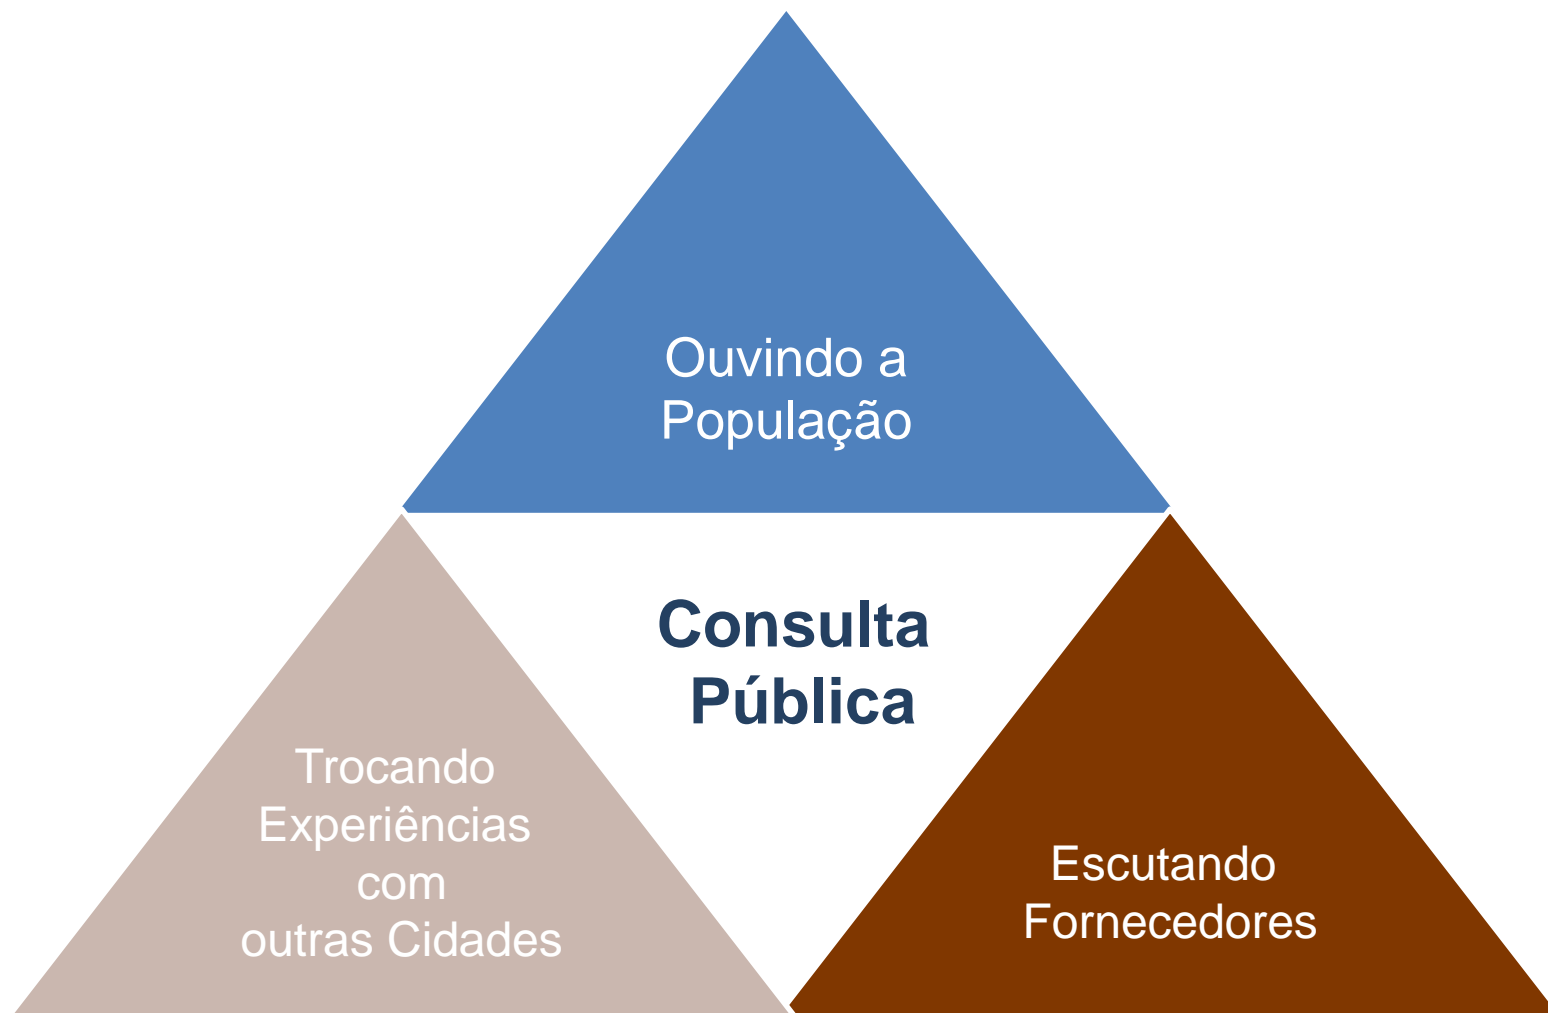 Ouvindo a
População
Consulta
Pública
Trocando
Experiências
com
outras Cidades
Escutando
Fornecedores